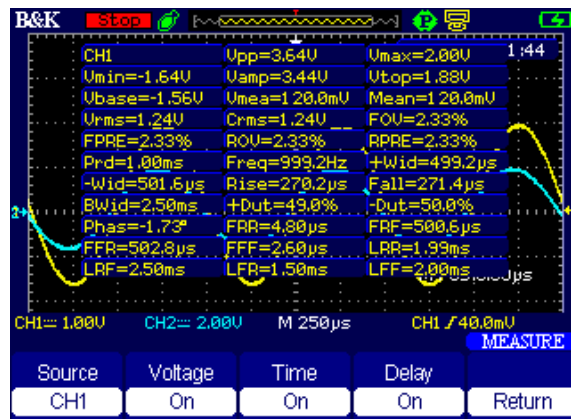 B&K Stop
CH1 Vpp=3.64V Vmax=2.00V 1:44
Vmin=-1.64V Vamp=3.44V Vtop=1.88V
Vbase=-1.56V Vmea=120.0mV Mean=120.0mV
Vrms=1.24V Crms=1.24V FOV=2.33%
FPRE=2.33% ROV=2.33% RPRE=2.33%
Prd=1.00ms Freq=999.2Hz +Wid=499.2µs
-Wid=501.6µs Rise=270.2µs Fall=271.4µs
BWid=2.50ms +Dut=49.0% -Dut=50.0%
Phas=-1.73° FRR=4.80µs FRF=500.6µs
FFR=502.8µs FFF=2.60µs LRR=1.99ms
LRF=2.50ms LFR=1.50ms LFF=2.00ms
CH1 1.00V CH2 2.00V M 250µs CH1 40.0mV
MEASURE
Source Voltage Time Delay
CH1 On On On Return